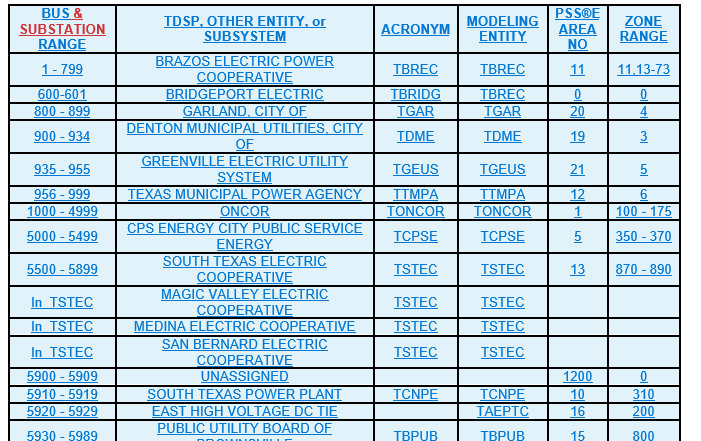 BUS & SUBSTATION RANGE | TDSP, OTHER ENTITY, or SUBSYSTEM | ACRONYM | MODELING ENTITY | PSS®E AREA NO | ZONE RANGE
1 - 799 | BRAZOS ELECTRIC POWER COOPERATIVE | TBREC | TBREC | 11 | 11,13-73
600-601 | BRIDGEPORT ELECTRIC | TBRIDG | TBREC | 0 | 0
800 - 899 | GARLAND, CITY OF | TGAR | TGAR | 20 | 4
900 - 934 | DENTON MUNICIPAL UTILITIES, CITY OF | TDME | TDME | 19 | 3
935 - 955 | GREENVILLE ELECTRIC UTILITY SYSTEM | TGEUS | TGEUS | 21 | 5
956 - 999 | TEXAS MUNICIPAL POWER AGENCY | TTMPA | TTMPA | 12 | 6
1000 - 4999 | ONCOR | TONCOR | TONCOR | 1 | 100 - 175
5000 - 5499 | CPS ENERGY CITY PUBLIC SERVICE ENERGY | TCPSE | TCPSE | 5 | 350 - 370
5500 - 5899 | SOUTH TEXAS ELECTRIC COOPERATIVE | TSTEC | TSTEC | 13 | 870 - 890
In TSTEC | MAGIC VALLEY ELECTRIC COOPERATIVE | TSTEC | TSTEC
In TSTEC | MEDINA ELECTRIC COOPERATIVE | TSTEC | TSTEC
In TSTEC | SAN BERNARD ELECTRIC COOPERATIVE | TSTEC | TSTEC
5900 - 5909 | UNASSIGNED | 1200 | 0
5910 - 5919 | SOUTH TEXAS POWER PLANT | TCNPE | TCNPE | 10 | 310
5920 - 5929 | EAST HIGH VOLTAGE DC TIE | TAEPTC | 16 | 200
5930 - 5989 | PUBLIC UTILITY BOARD OF | TBPUB | TBPUB | 15 | 800